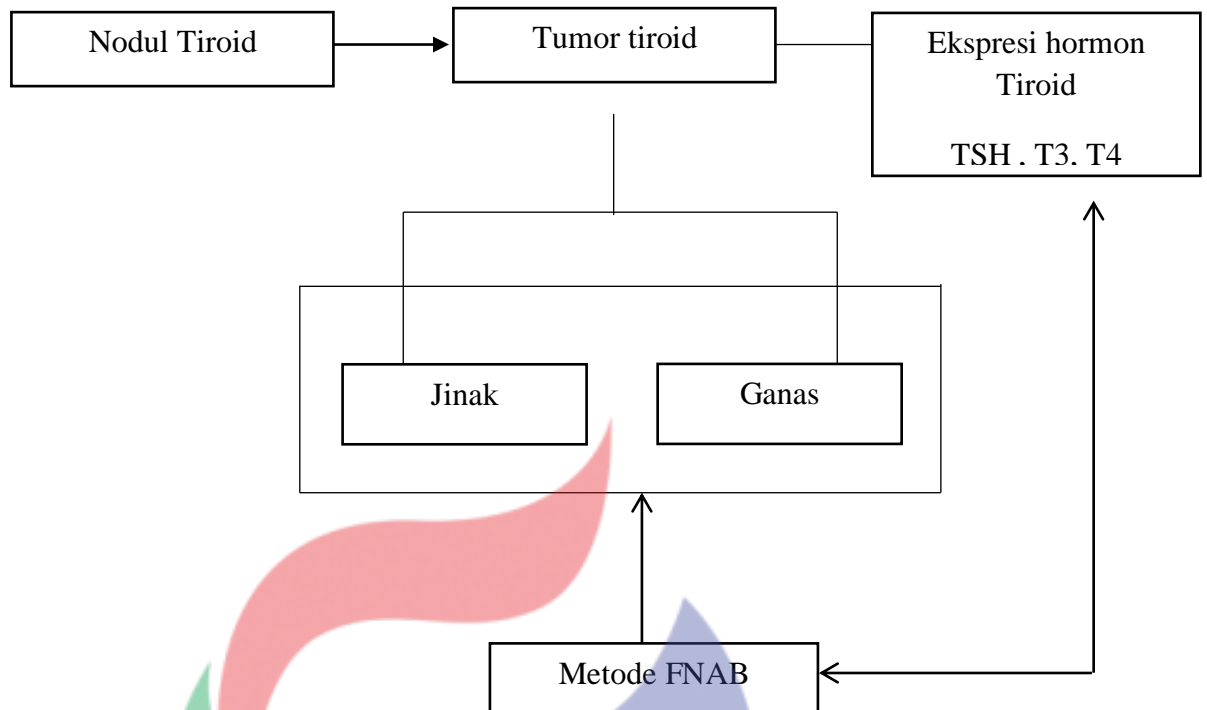 Nodul Tiroid
Tumor tiroid
Ekspresi hormon
Tiroid
TSH , T3, T4
Jinak
Ganas
Metode FNAB